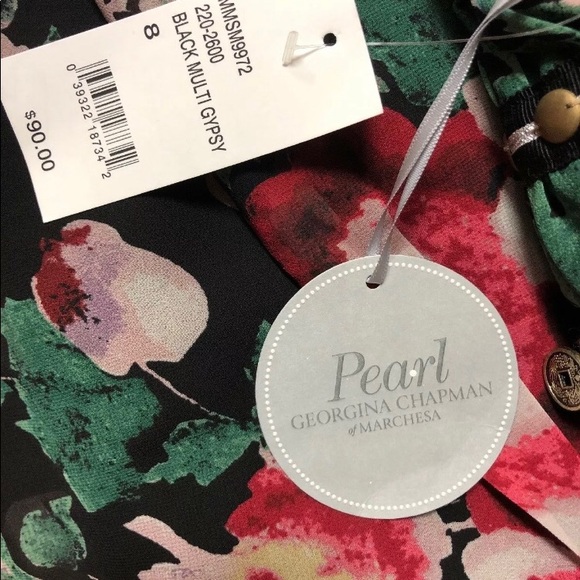 MMSM9972
220-2600
BLACK MULTI GYPSY
8
0 39322 18734 2
$90.00
Pearl
GEORGINA CHAPMAN
of MARCHESA